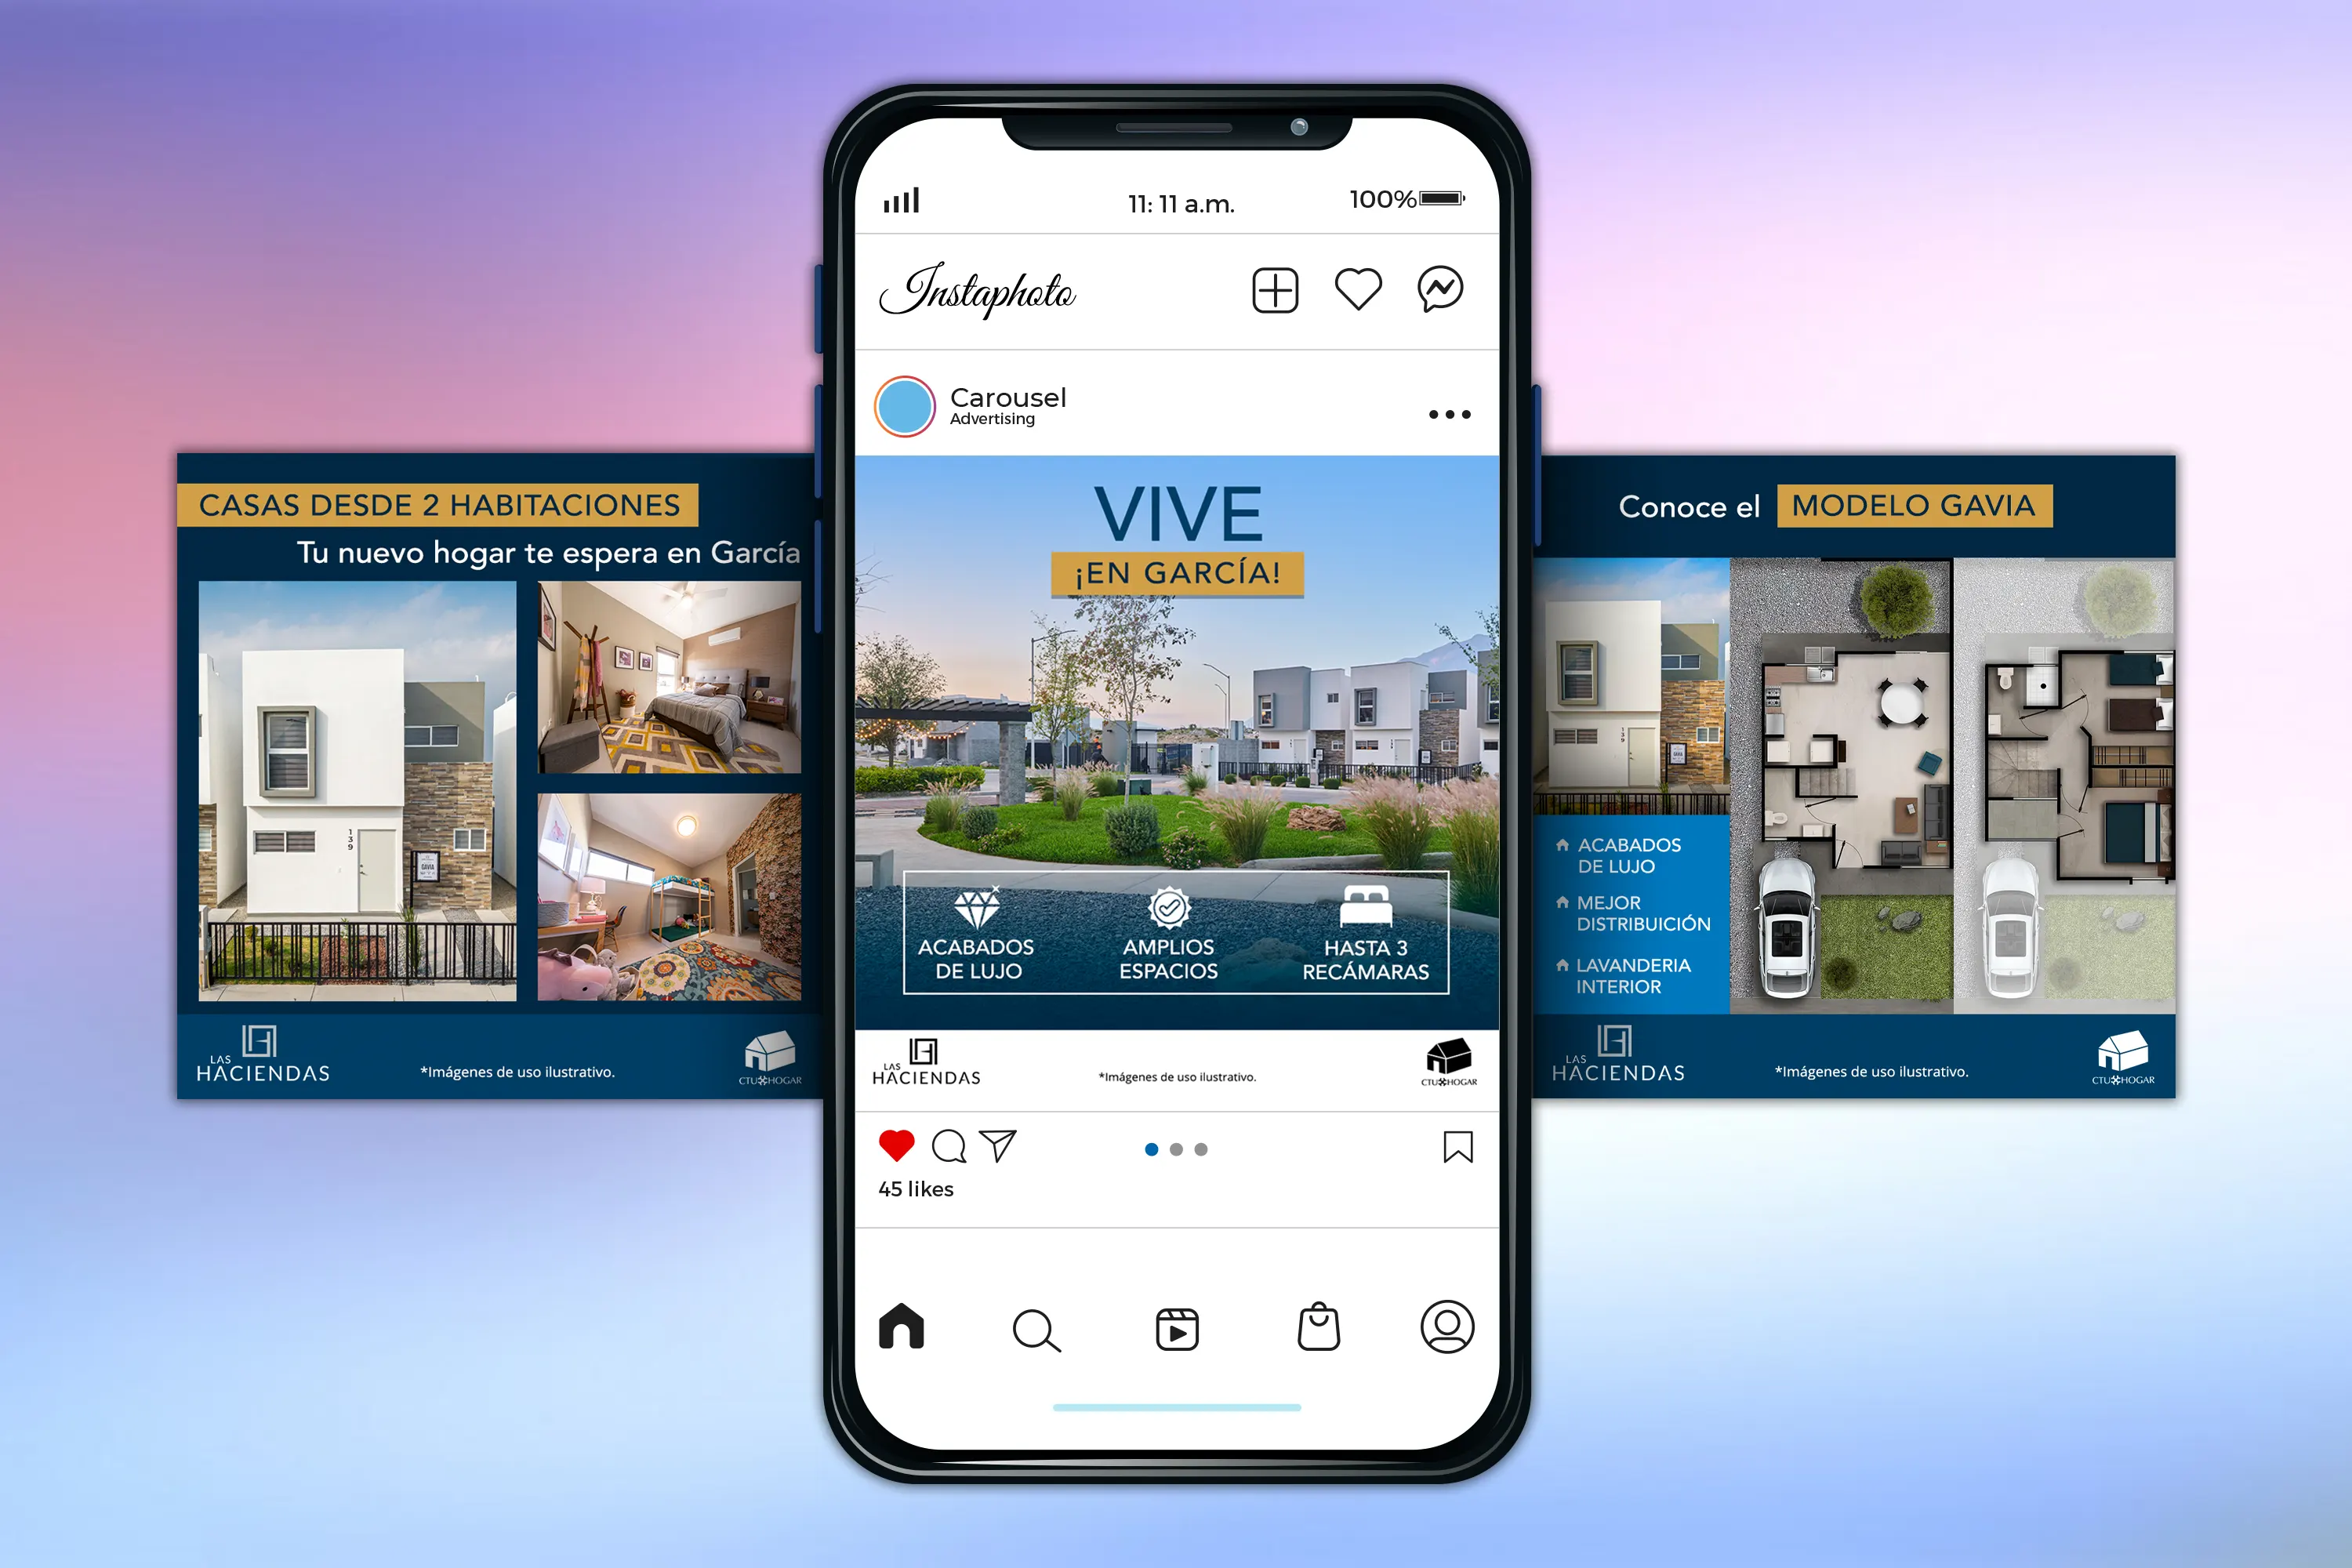 CASAS DESDE 2 HABITACIONES
Tu nuevo hogar te espera en García
139
LAS
HACIENDAS
*Imágenes de uso ilustrativo.
CTU HOGAR
11: 11 a.m.
100%
Instaphoto
Carousel
Advertising
VIVE
¡EN GARCÍA!
ACABADOS
DE LUJO
AMPLIOS
ESPACIOS
HASTA 3
RECÁMARAS
LAS
HACIENDAS
*Imágenes de uso ilustrativo.
CTU HOGAR
45 likes
Conoce el MODELO GAVIA
139
ACABADOS
DE LUJO
MEJOR
DISTRIBUICIÓN
LAVANDERIA
INTERIOR
LAS
HACIENDAS
*Imágenes de uso ilustrativo.
CTU HOGAR